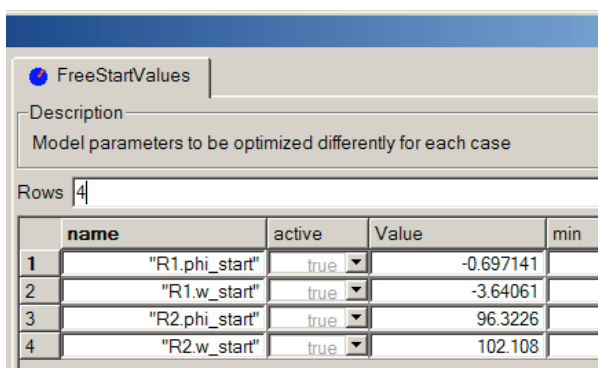 FreeStartValues
Description
Model parameters to be optimized differently for each case
Rows 4
name active Value min
1 "R1.phi_start" true -0.697141
2 "R1.w_start" true -3.64061
3 "R2.phi_start" true 96.3226
4 "R2.w_start" true 102.108